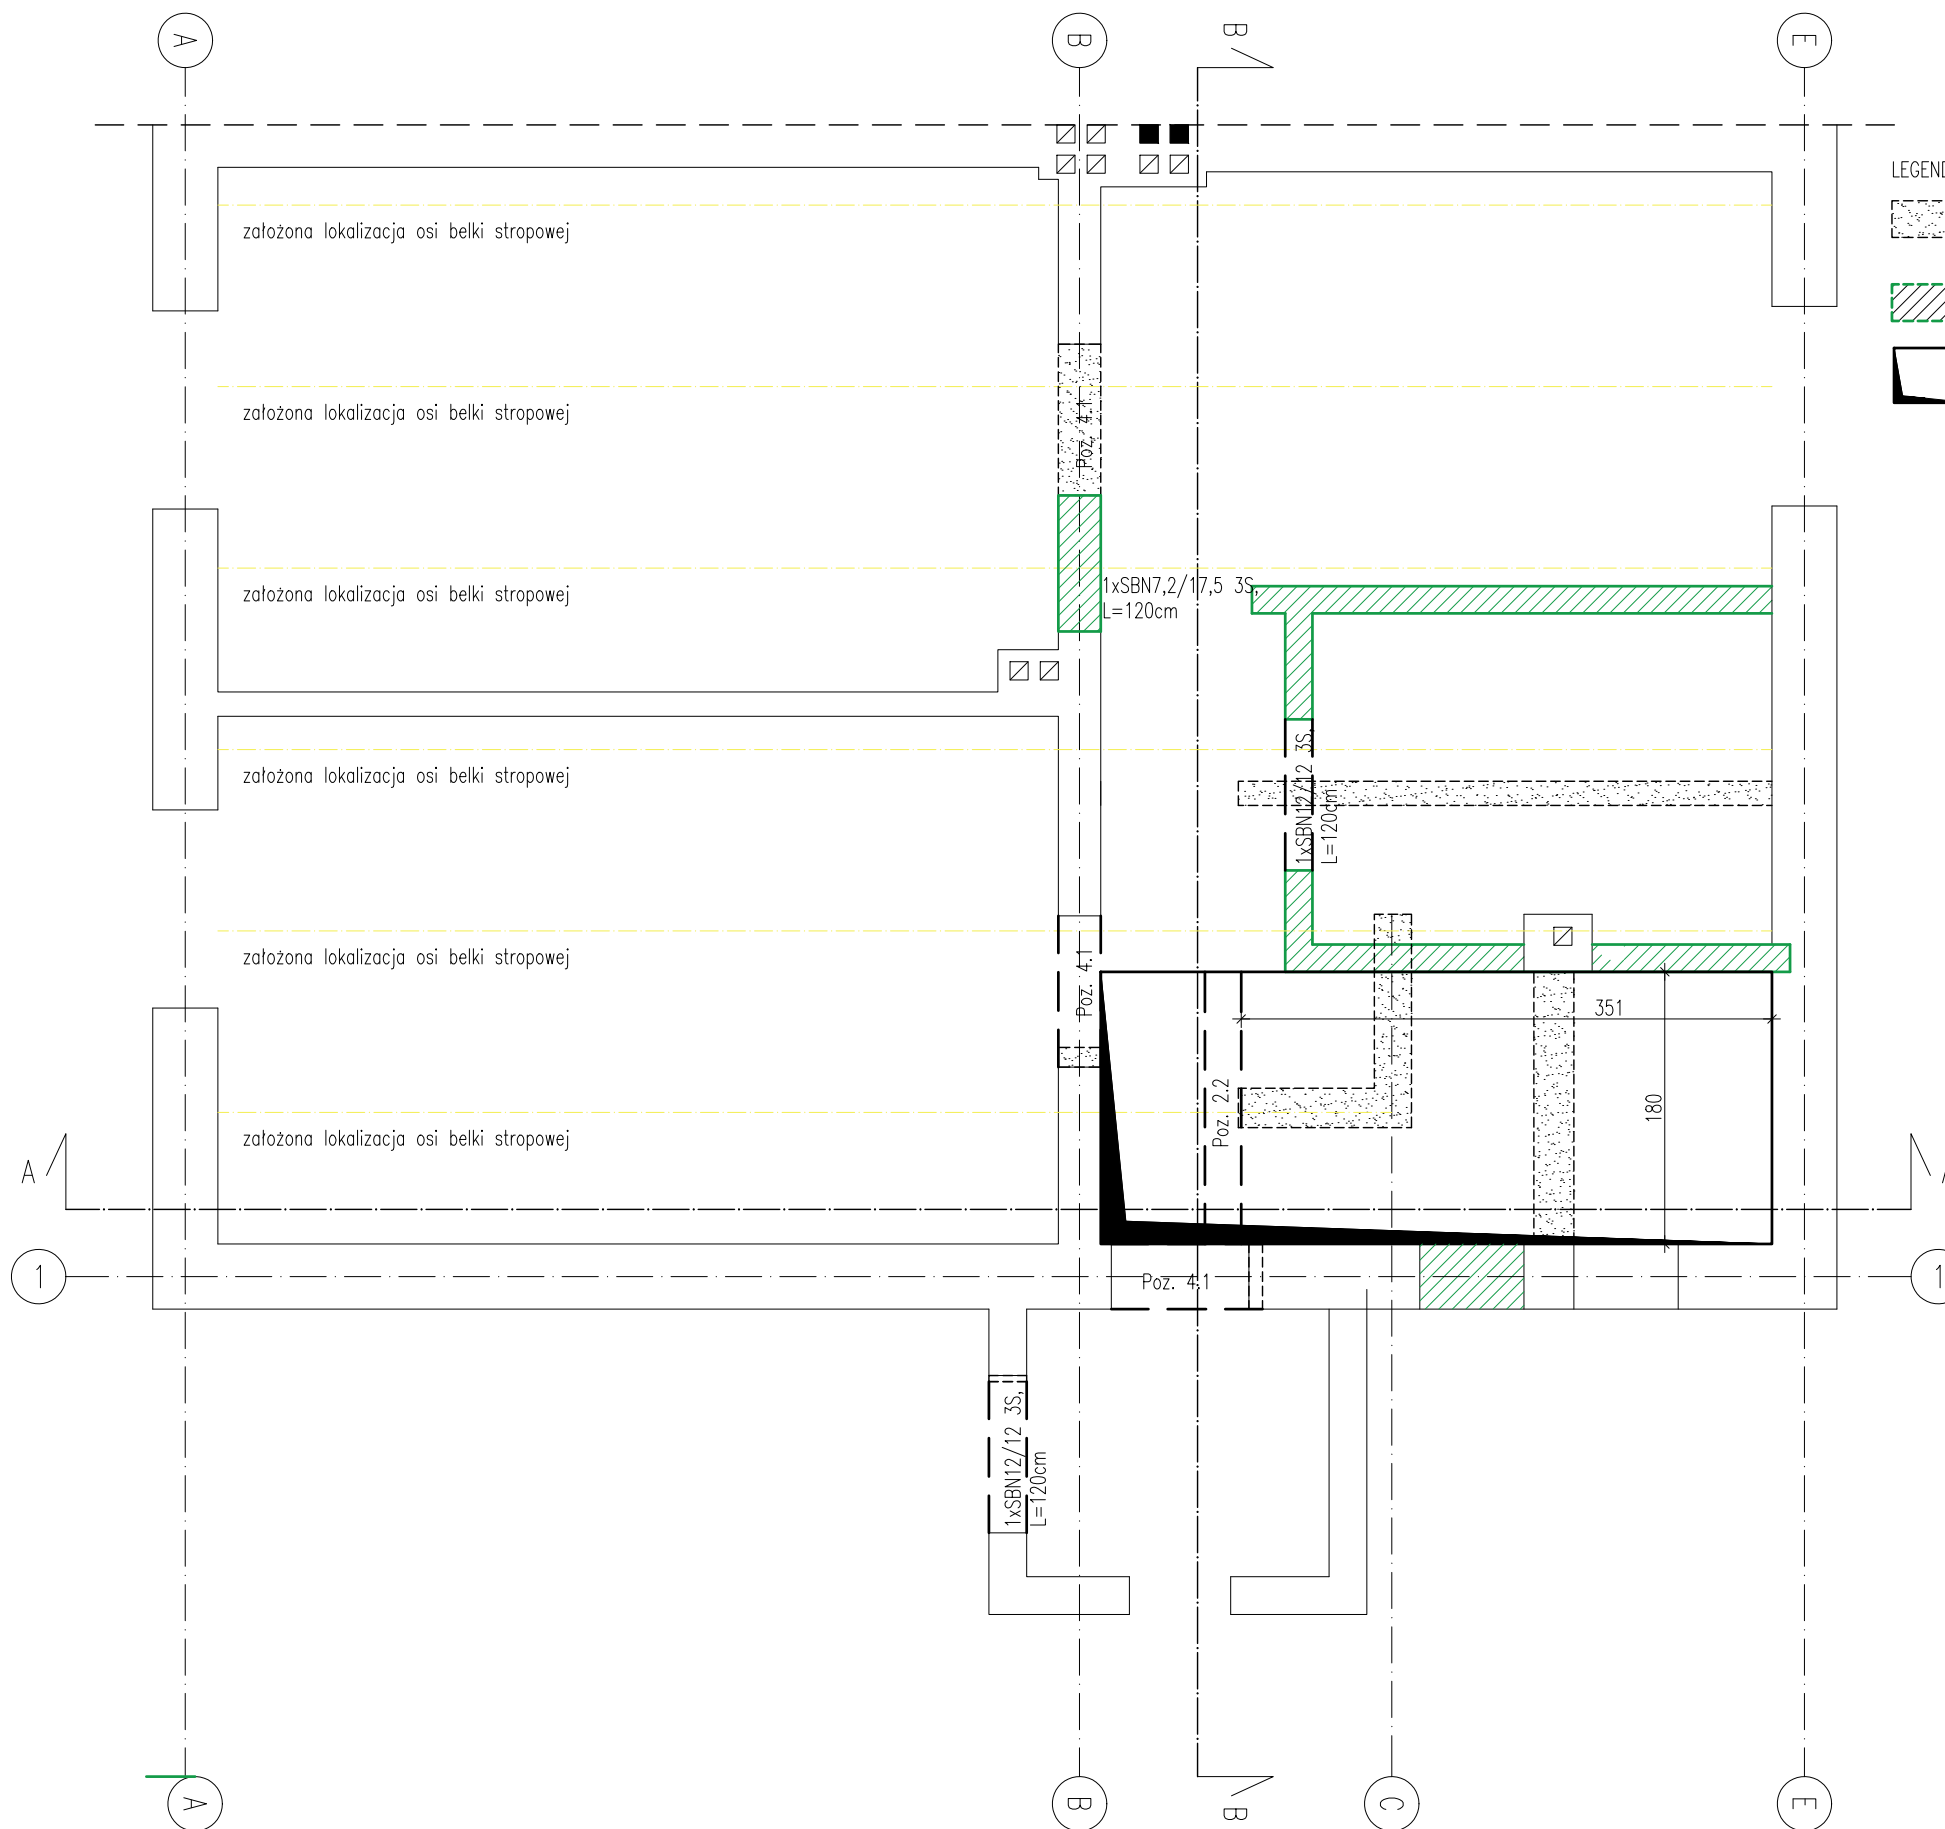 A
B
B
E
LEGEND
założona lokalizacja osi belki stropowej
założona lokalizacja osi belki stropowej
Poz. 4.1
1xSBN7,2/17,5 3S,
L=120cm
założona lokalizacja osi belki stropowej
1xSBN12/12 3S,
L=120cm
założona lokalizacja osi belki stropowej
założona lokalizacja osi belki stropowej
Poz. 4.1
351
Poz. 2.2
180
założona lokalizacja osi belki stropowej
A
1
Poz. 4.1
1
1xSBN12/12 3S,
L=120cm
A
B
B
C
E